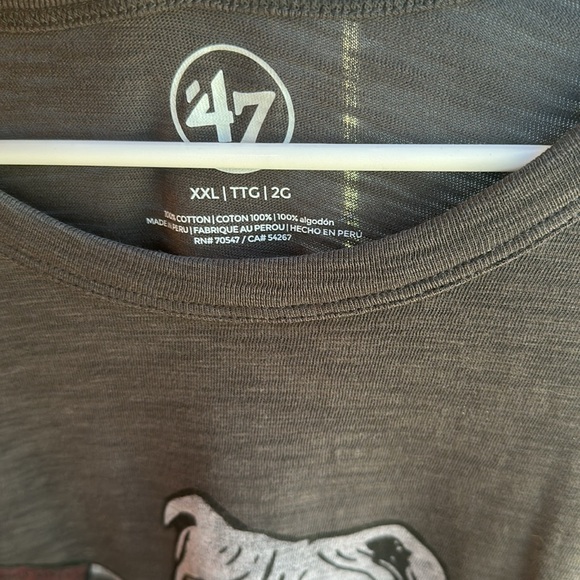 '47
XXL | TTG | 2G
100% COTTON | COTON 100% | 100% algodón
MADE IN PERU | FABRIQUE AU PEROU | HECHO EN PERÚ
RN# 70547 / CA# 54267